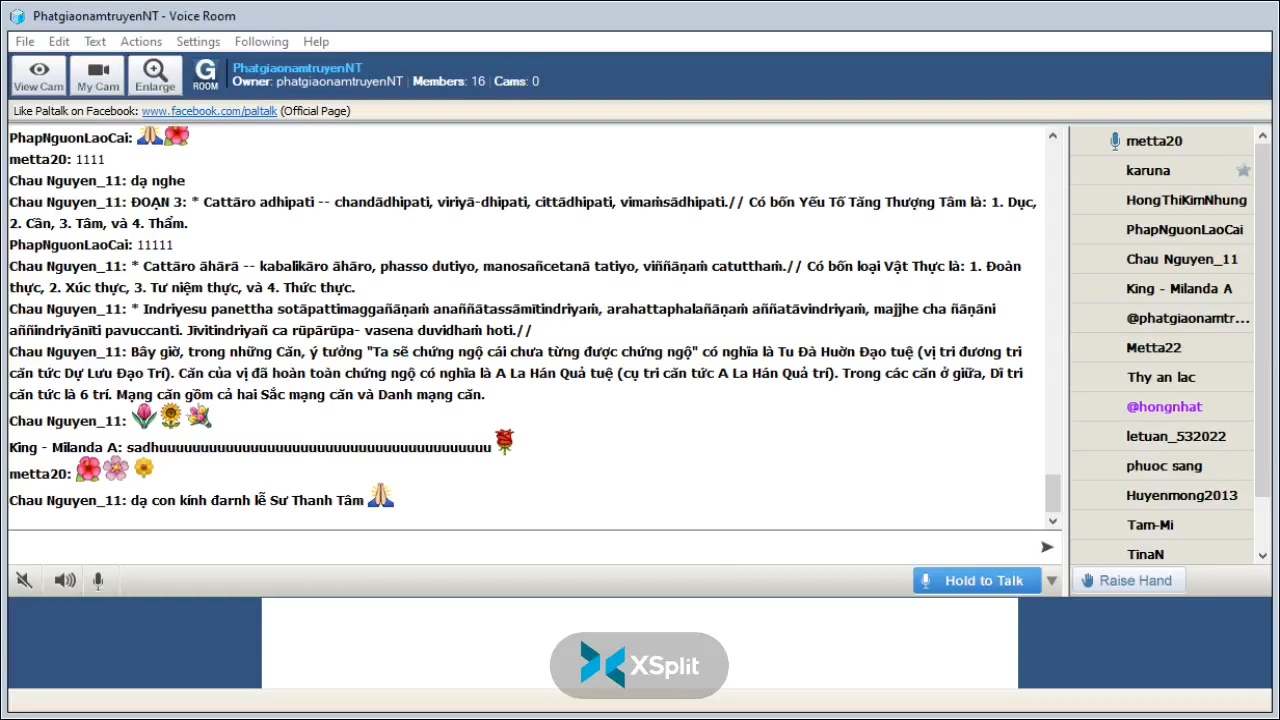 PhatgiaonamtruyenNT - Voice Room
File Edit Text Actions Settings Following Help
View Cam My Cam Enlarge G ROOM
PhatgiaonamtruyenNT
Owner: phatgiaonamtruyenNT | Members: 16 | Cams: 0
Like Paltalk on Facebook: www.facebook.com/paltalk (Official Page)
PhapNguonLaoCai:
metta20: 1111
Chau Nguyen_11: dạ nghe
Chau Nguyen_11: ĐOẠN 3: * Cattāro adhipati -- chandādhipati, viriyā-dhipati, cittādhipati, vimaṁsādhipati.// Có bốn Yếu Tố Tăng Thượng Tâm là: 1. Dục,
2. Cần, 3. Tâm, và 4. Thẩm.
PhapNguonLaoCai: 11111
Chau Nguyen_11: * Cattāro āhārā -- kabalikāro āhāro, phasso dutiyo, manosañcetanā tatiyo, viññāṇaṁ catutthaṁ.// Có bốn loại Vật Thực là: 1. Đoàn
thực, 2. Xúc thực, 3. Tư niệm thực, và 4. Thức thực.
Chau Nguyen_11: * Indriyesu panettha sotāpattimaggañāṇaṁ anaññātassāmītindriyaṁ, arahattaphalañāṇaṁ aññatāvindriyaṁ, majjhe cha ñāṇāni
aññindriyānīti pavuccanti. Jīvitindriyañ ca rūpārūpa- vasena duvidhaṁ hoti.//
Chau Nguyen_11: Bây giờ, trong những Căn, ý tưởng "Ta sẽ chứng ngộ cái chưa từng được chứng ngộ" có nghĩa là Tu Đà Huờn Đạo tuệ (vị tri đương tri
căn tức Dự Lưu Đạo Trí). Căn của vị đã hoàn toàn chứng ngộ có nghĩa là A La Hán Quả tuệ (cụ tri căn tức A La Hán Quả trí). Trong các căn ở giữa, Dĩ tri
căn tức là 6 trí. Mạng căn gồm cả hai Sắc mạng căn và Danh mạng căn.
Chau Nguyen_11:
King - Milanda A: sadhuuuuuuuuuuuuuuuuuuuuuuuuuuuuuuuuuuuuuuuu
metta20:
Chau Nguyen_11: dạ con kính đarnh lễ Sư Thanh Tâm
metta20
karuna
HongThiKimNhung
PhapNguonLaoCai
Chau Nguyen_11
King - Milanda A
@phatgiaonamtr...
Metta22
Thy an lac
@hongnhat
letuan_532022
phuoc sang
Huyenmong2013
Tam-Mi
TinaN
Hold to Talk
Raise Hand
XSplit